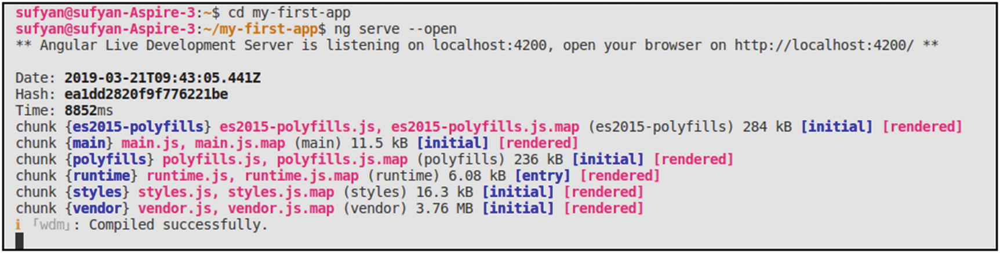 sufyan@sufyan-Aspire-3:~$ cd my-first-app
sufyan@sufyan-Aspire-3:~/my-first-app$ ng serve --open
** Angular Live Development Server is listening on localhost:4200, open your browser on http://localhost:4200/ **
Date: 2019-03-21T09:43:05.441Z
Hash: ea1dd2820f9f776221be
Time: 8852ms
chunk {es2015-polyfills} es2015-polyfills.js, es2015-polyfills.js.map (es2015-polyfills) 284 kB [initial] [rendered]
chunk {main} main.js, main.js.map (main) 11.5 kB [initial] [rendered]
chunk {polyfills} polyfills.js, polyfills.js.map (polyfills) 236 kB [initial] [rendered]
chunk {runtime} runtime.js, runtime.js.map (runtime) 6.08 kB [entry] [rendered]
chunk {styles} styles.js, styles.js.map (styles) 16.3 kB [initial] [rendered]
chunk {vendor} vendor.js, vendor.js.map (vendor) 3.76 MB [initial] [rendered]
ℹ 「wdm」: Compiled successfully.